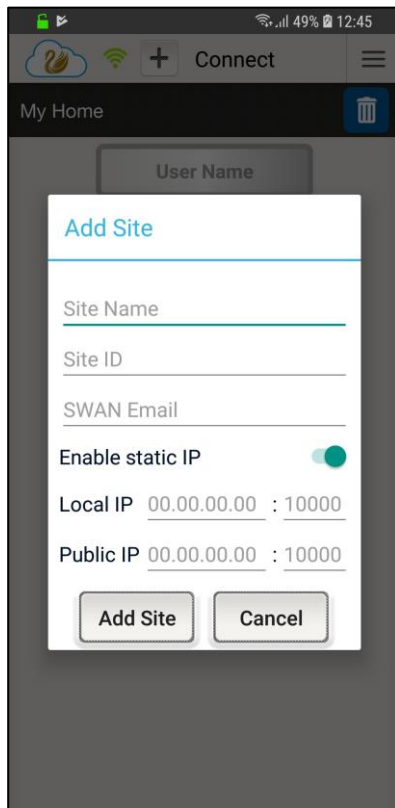 49% 12:45
+ Connect
My Home
User Name
Add Site
Site Name
Site ID
SWAN Email
Enable static IP
Local IP 00.00.00.00 : 10000
Public IP 00.00.00.00 : 10000
Add Site Cancel